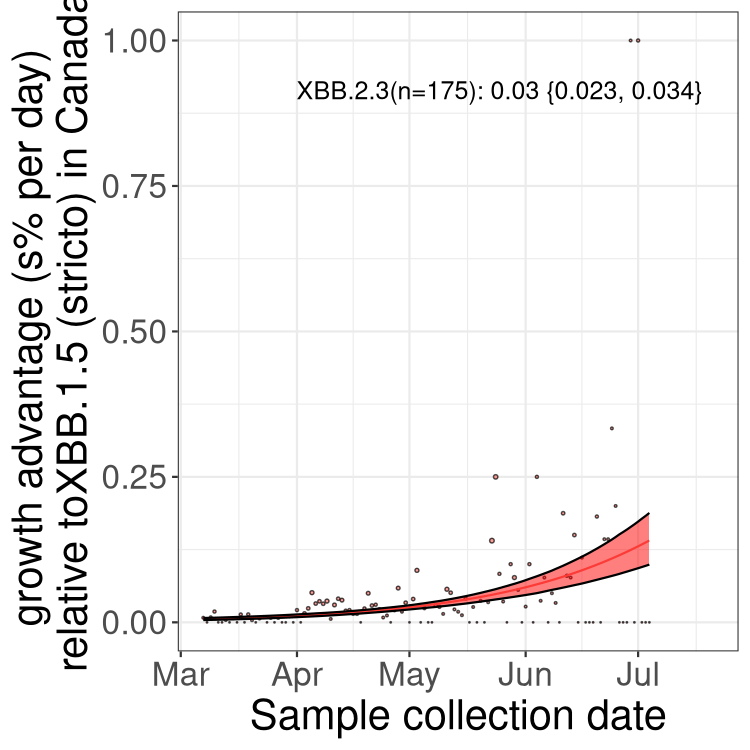 growth advantage (s% per day)
relative toXBB.1.5 (stricto) in Canada
1.00
XBB.2.3(n=175): 0.03 {0.023, 0.034}
0.75
0.50
0.25
0.00
Mar Apr May Jun Jul
Sample collection date